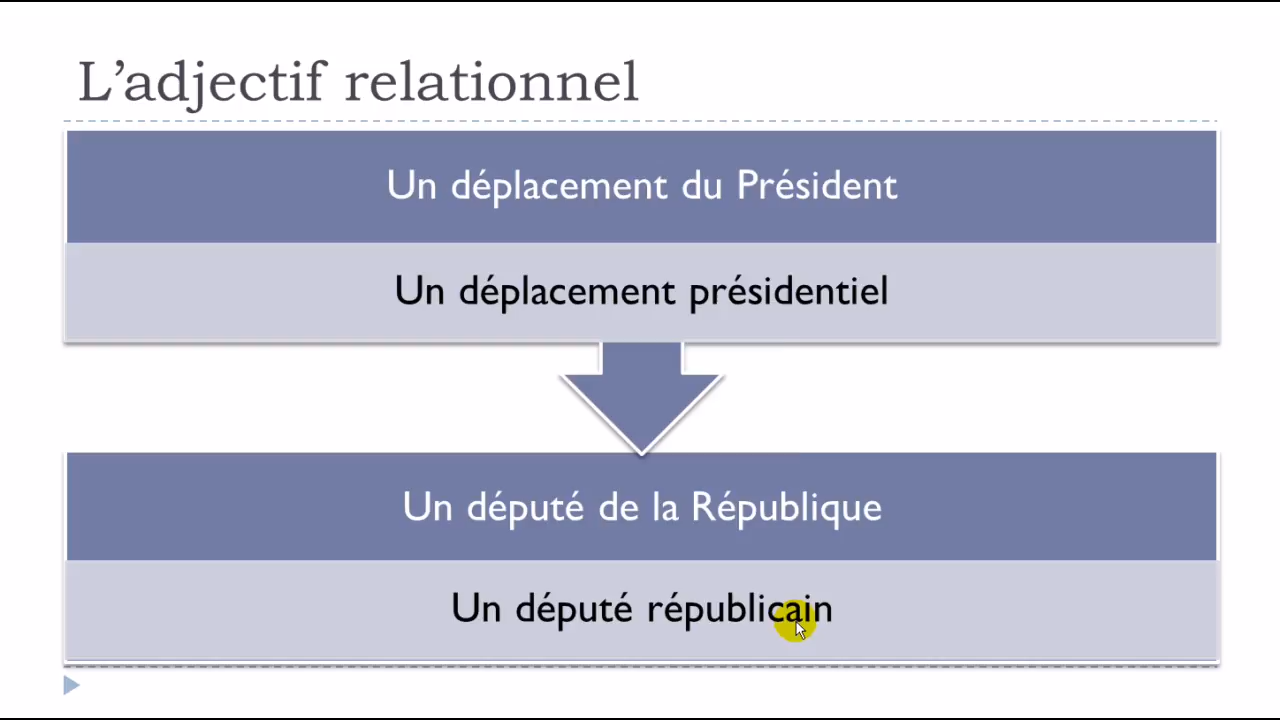 L’adjectif relationnel
Un déplacement du Président
Un déplacement présidentiel
Un député de la République
Un député républicain